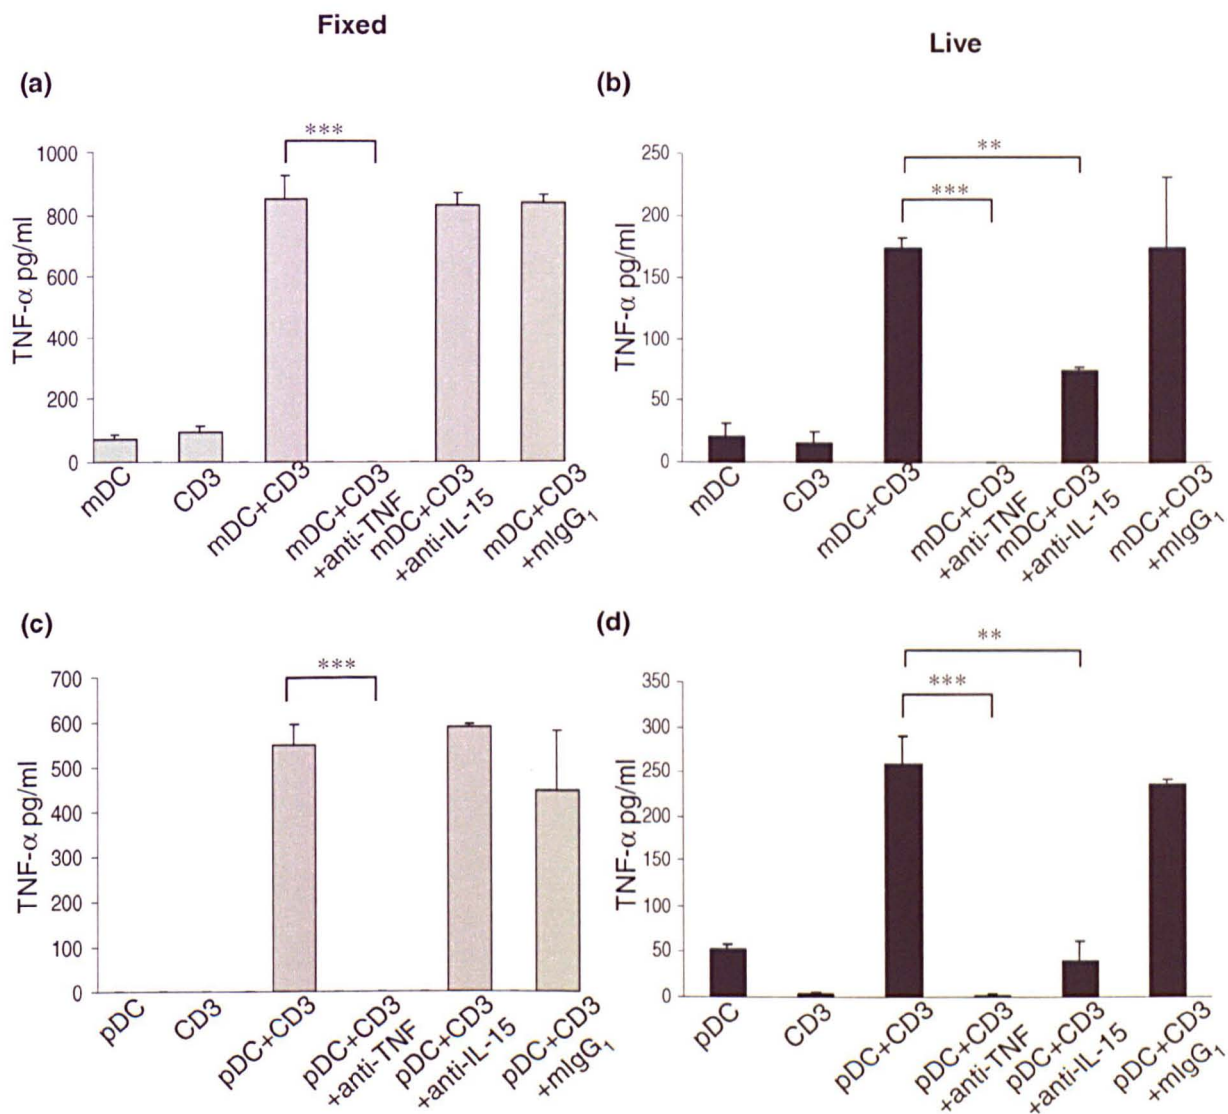 Fixed
Live
(a)
(b)
***
1000
800
600
400
200
0
TNF-α pg/ml
mDC
CD3
mDC+CD3
mDC+CD3
+anti-TNF
mDC+CD3
+anti-IL-15
mDC+CD3
+mIgG₁
**
***
250
200
150
100
50
0
TNF-α pg/ml
mDC
CD3
mDC+CD3
mDC+CD3
+anti-TNF
mDC+CD3
+anti-IL-15
mDC+CD3
+mIgG₁
(c)
(d)
***
700
600
500
400
300
200
100
0
TNF-α pg/ml
pDC
CD3
pDC+CD3
pDC+CD3
+anti-TNF
pDC+CD3
+anti-IL-15
pDC+CD3
+mIgG₁
**
***
350
300
250
200
150
100
50
0
TNF-α pg/ml
pDC
CD3
pDC+CD3
pDC+CD3
+anti-TNF
pDC+CD3
+anti-IL-15
pDC+CD3
+mIgG₁